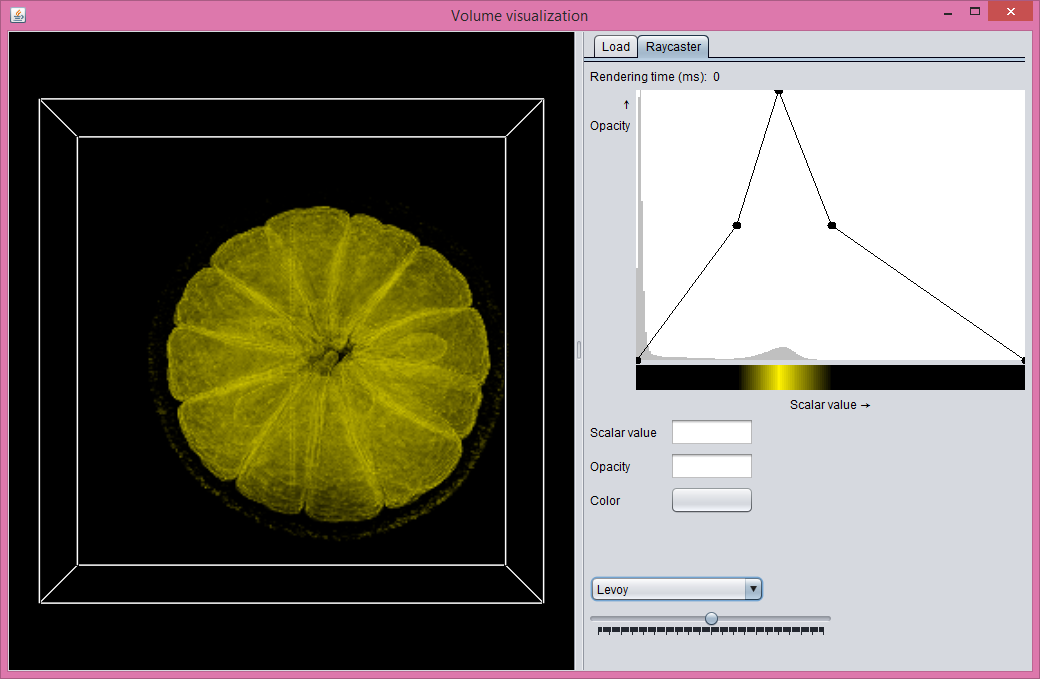 Volume visualization
Load Raycaster
Rendering time (ms): 0
↑
Opacity
Scalar value →
Scalar value
Opacity
Color
Levoy